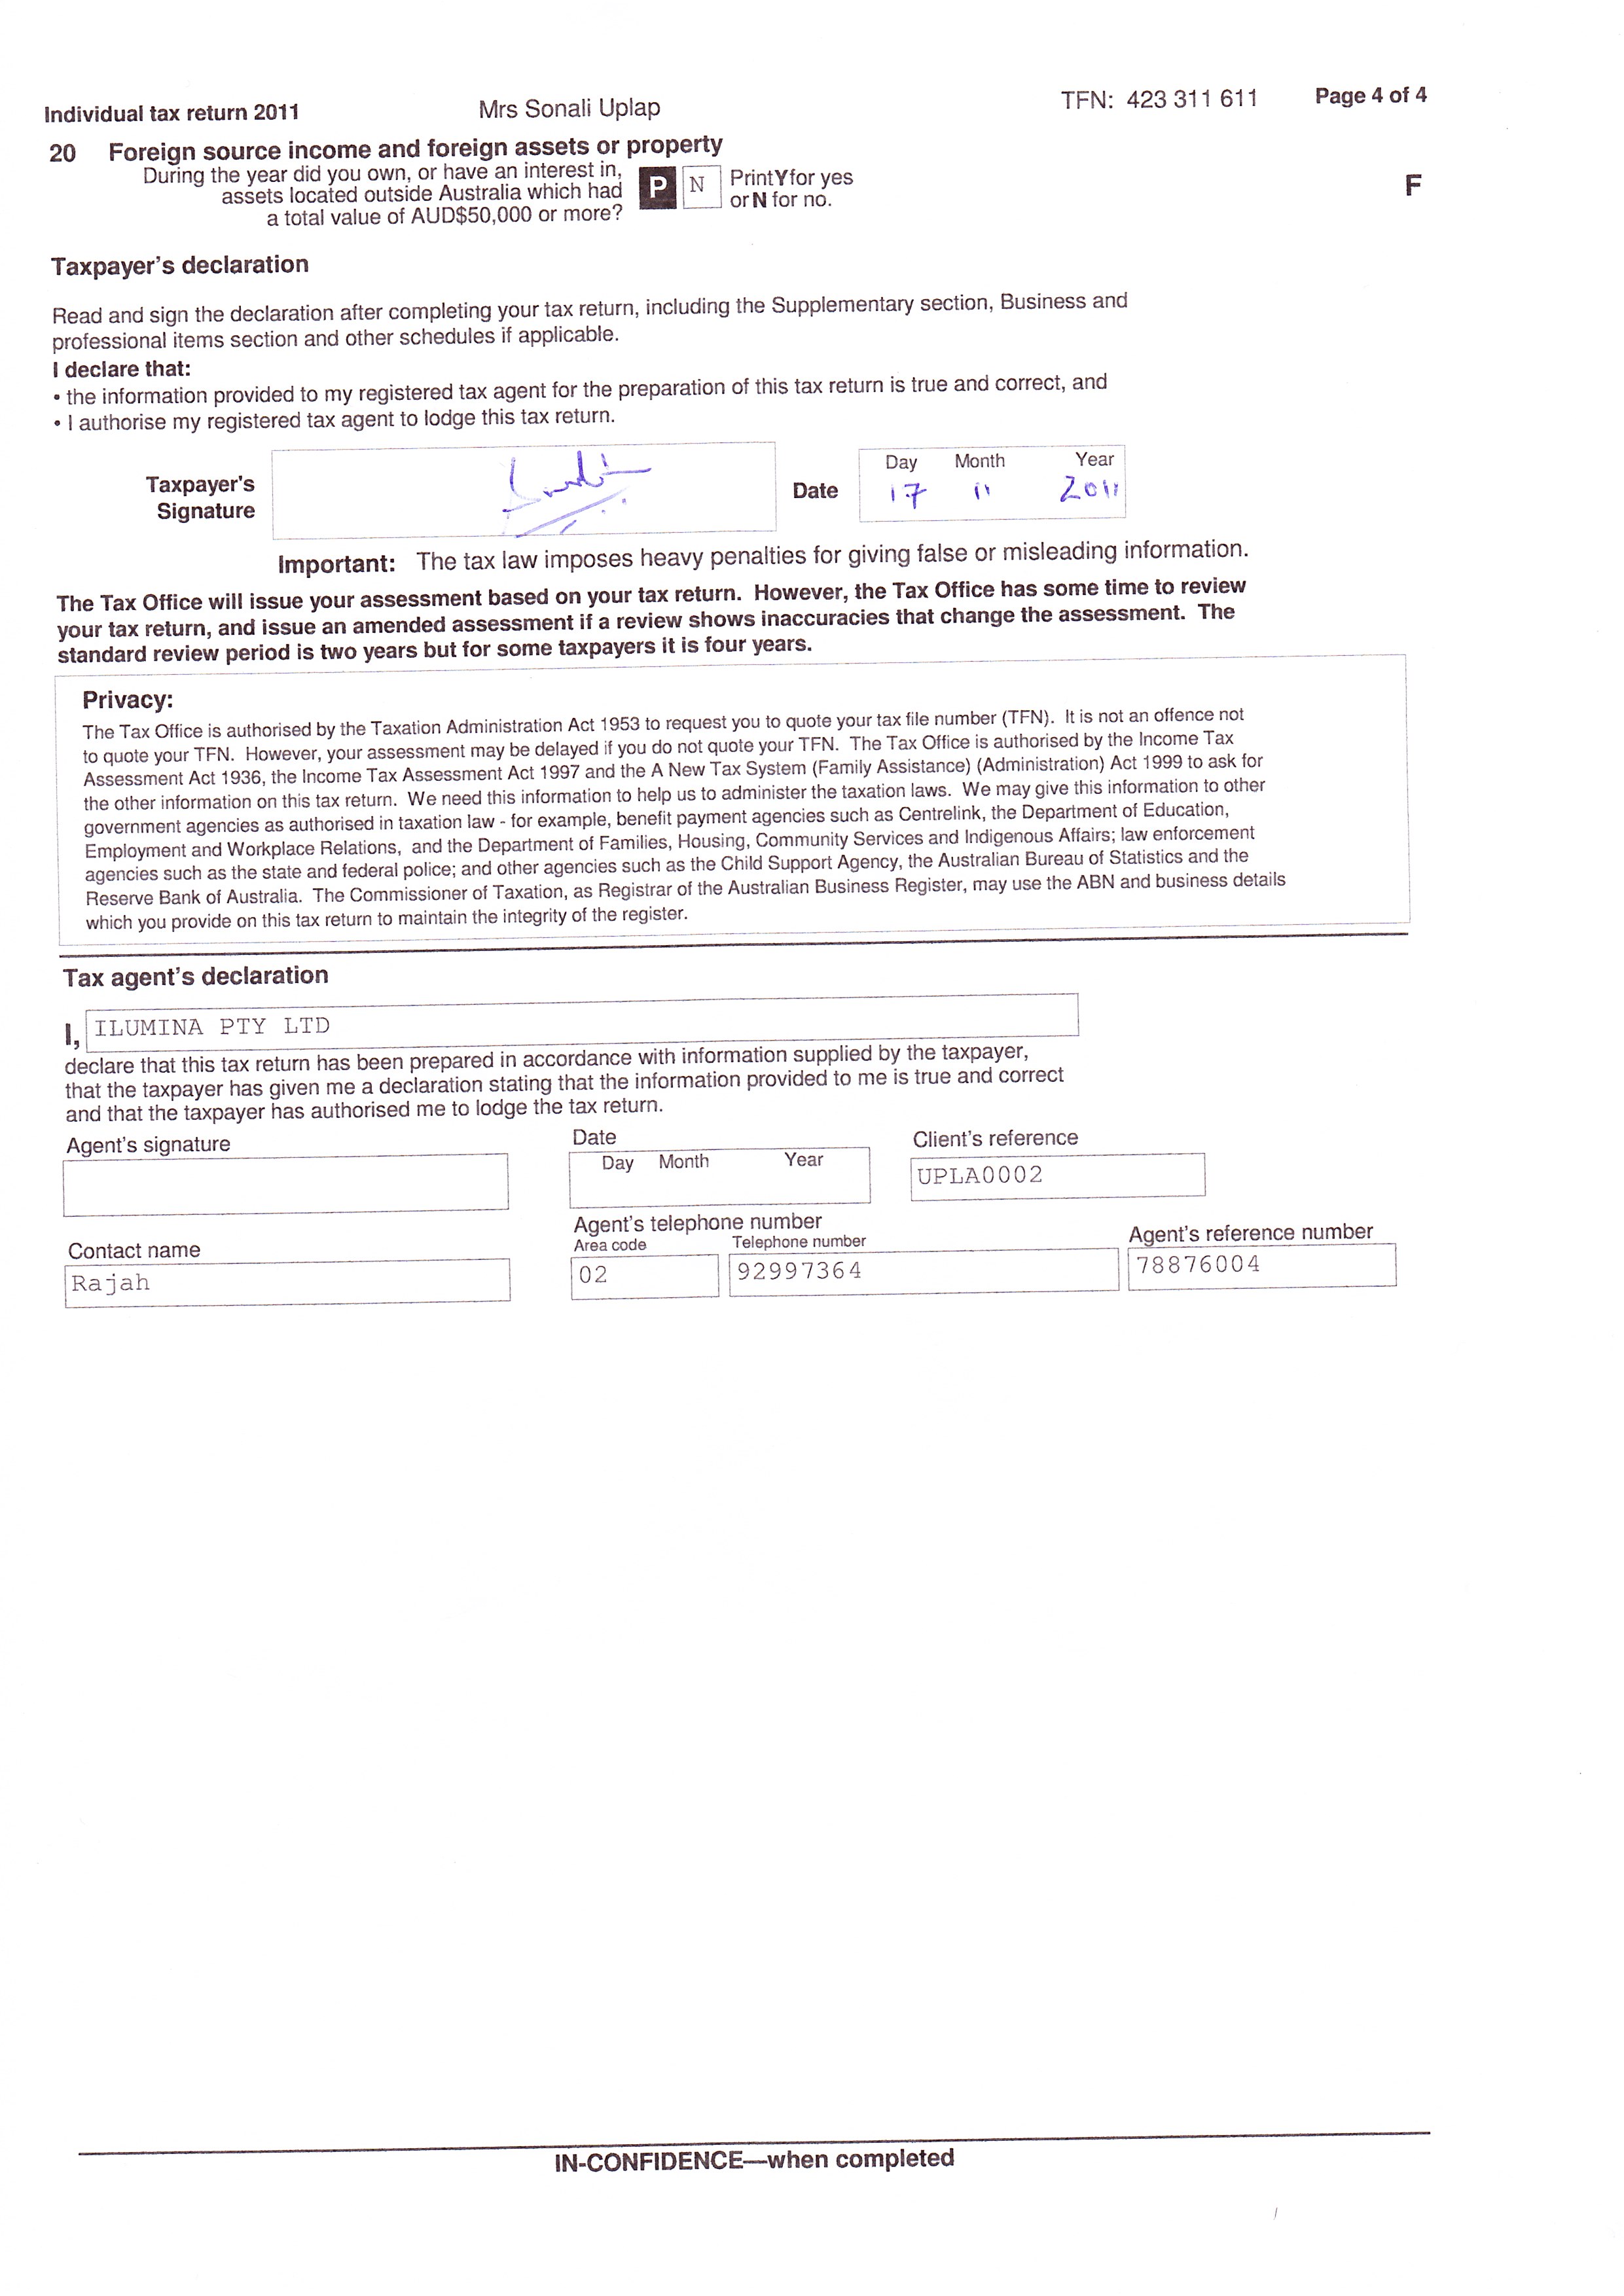 Individual tax return 2011 Mrs Sonali Uplap TFN: 423 311 611 Page 4 of 4
20 Foreign source income and foreign assets or property
During the year did you own, or have an interest in,
assets located outside Australia which had
a total value of AUD$50,000 or more?
P N PrintYfor yes
orN for no.
F
Taxpayer's declaration
Read and sign the declaration after completing your tax return, including the Supplementary section, Business and
professional items section and other schedules if applicable.
I declare that:
• the information provided to my registered tax agent for the preparation of this tax return is true and correct, and
• I authorise my registered tax agent to lodge this tax return.
Taxpayer's
Signature
Date
Day Month Year
17 11 2011
Important: The tax law imposes heavy penalties for giving false or misleading information.
The Tax Office will issue your assessment based on your tax return. However, the Tax Office has some time to review
your tax return, and issue an amended assessment if a review shows inaccuracies that change the assessment. The
standard review period is two years but for some taxpayers it is four years.
Privacy:
The Tax Office is authorised by the Taxation Administration Act 1953 to request you to quote your tax file number (TFN). It is not an offence not
to quote your TFN. However, your assessment may be delayed if you do not quote your TFN. The Tax Office is authorised by the Income Tax
Assessment Act 1936, the Income Tax Assessment Act 1997 and the A New Tax System (Family Assistance) (Administration) Act 1999 to ask for
the other information on this tax return. We need this information to help us to administer the taxation laws. We may give this information to other
government agencies as authorised in taxation law - for example, benefit payment agencies such as Centrelink, the Department of Education,
Employment and Workplace Relations, and the Department of Families, Housing, Community Services and Indigenous Affairs; law enforcement
agencies such as the state and federal police; and other agencies such as the Child Support Agency, the Australian Bureau of Statistics and the
Reserve Bank of Australia. The Commissioner of Taxation, as Registrar of the Australian Business Register, may use the ABN and business details
which you provide on this tax return to maintain the integrity of the register.
Tax agent's declaration
I, ILUMINA PTY LTD
declare that this tax return has been prepared in accordance with information supplied by the taxpayer,
that the taxpayer has given me a declaration stating that the information provided to me is true and correct
and that the taxpayer has authorised me to lodge the tax return.
Agent's signature
Date
Day Month Year
Client's reference
UPLA0002
Contact name
Rajah
Agent's telephone number
Area code Telephone number
02 92997364
Agent's reference number
78876004
IN-CONFIDENCE—when completed